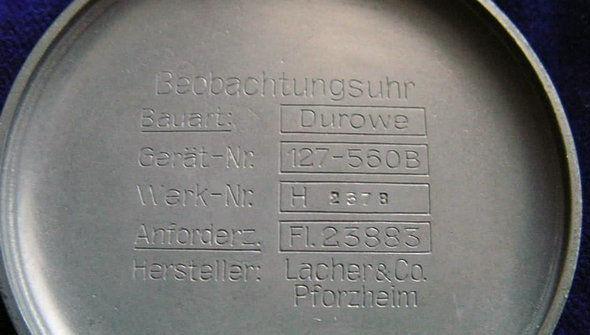 Beobachtungsuhr
Bauart: Durowe
Gerät-Nr. 127-560B
Werk-Nr. H 2378
Anforderz. Fl.23883
Hersteller: Lacher & Co.
Pforzheim